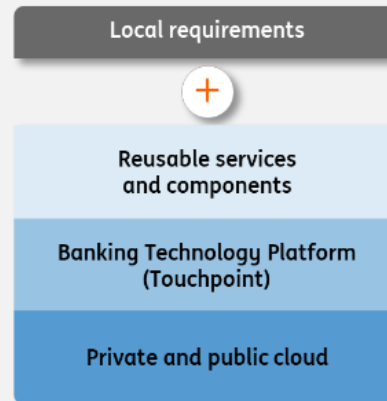 Local requirements
+
Reusable services
and components
Banking Technology Platform
(Touchpoint)
Private and public cloud